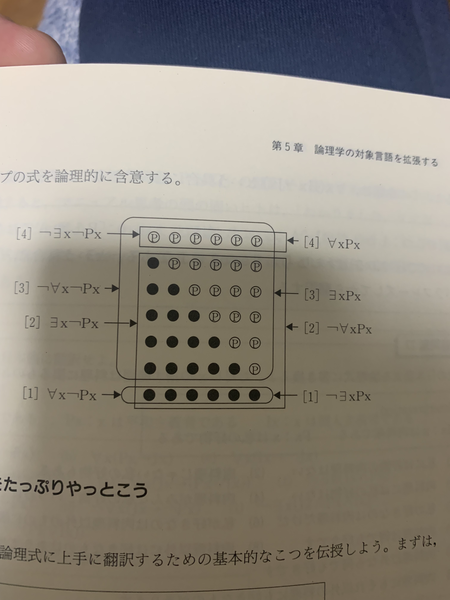 第5章 論理学の対象言語を拡張する
プの式を論理的に含意する。
[4] ¬∃x¬Px Ⓟ Ⓟ Ⓟ Ⓟ Ⓟ Ⓟ [4] ∀xPx
Ⓟ Ⓟ Ⓟ Ⓟ Ⓟ
[3] ¬∀x¬Px Ⓟ Ⓟ Ⓟ Ⓟ [3] ∃xPx
[2] ∃x¬Px Ⓟ Ⓟ Ⓟ [2] ¬∀xPx
Ⓟ Ⓟ
Ⓟ
[1] ∀x¬Px [1] ¬∃xPx
をたっぷりやっとこう
論理式に上手に翻訳するための基本的なこつを伝授しよう。まずは,